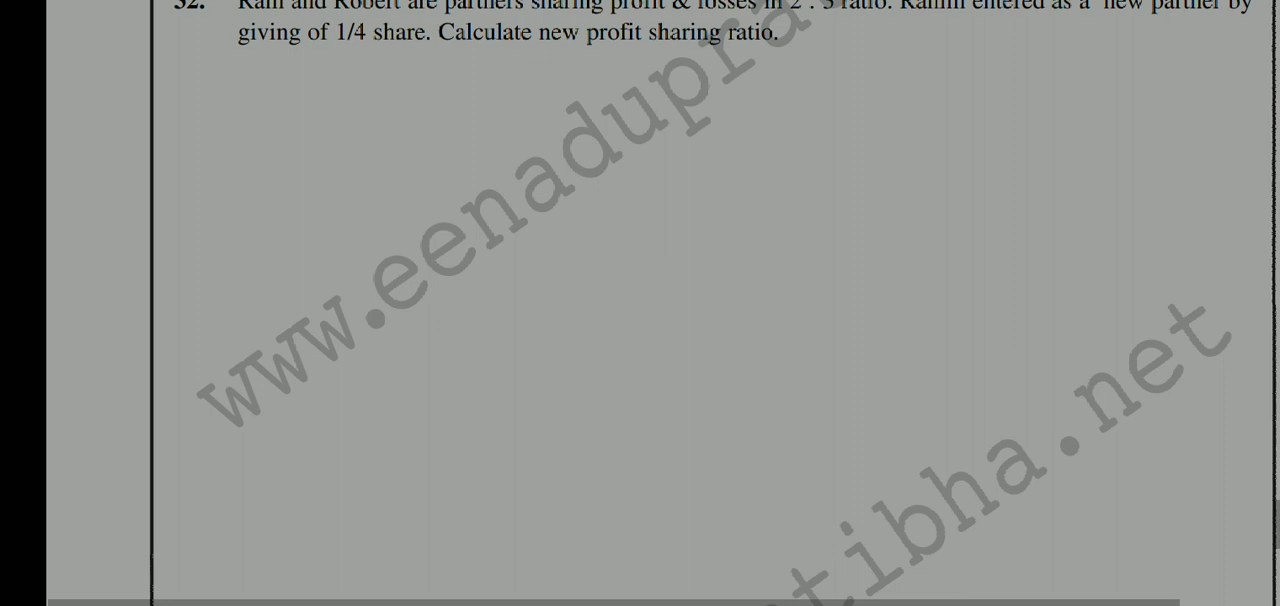 32. Ram and Robert are partners sharing profit & losses in 2 : 3 ratio. Rahim entered as a new partner by
giving of 1/4 share. Calculate new profit sharing ratio.
www.eenadupra
tibha.net